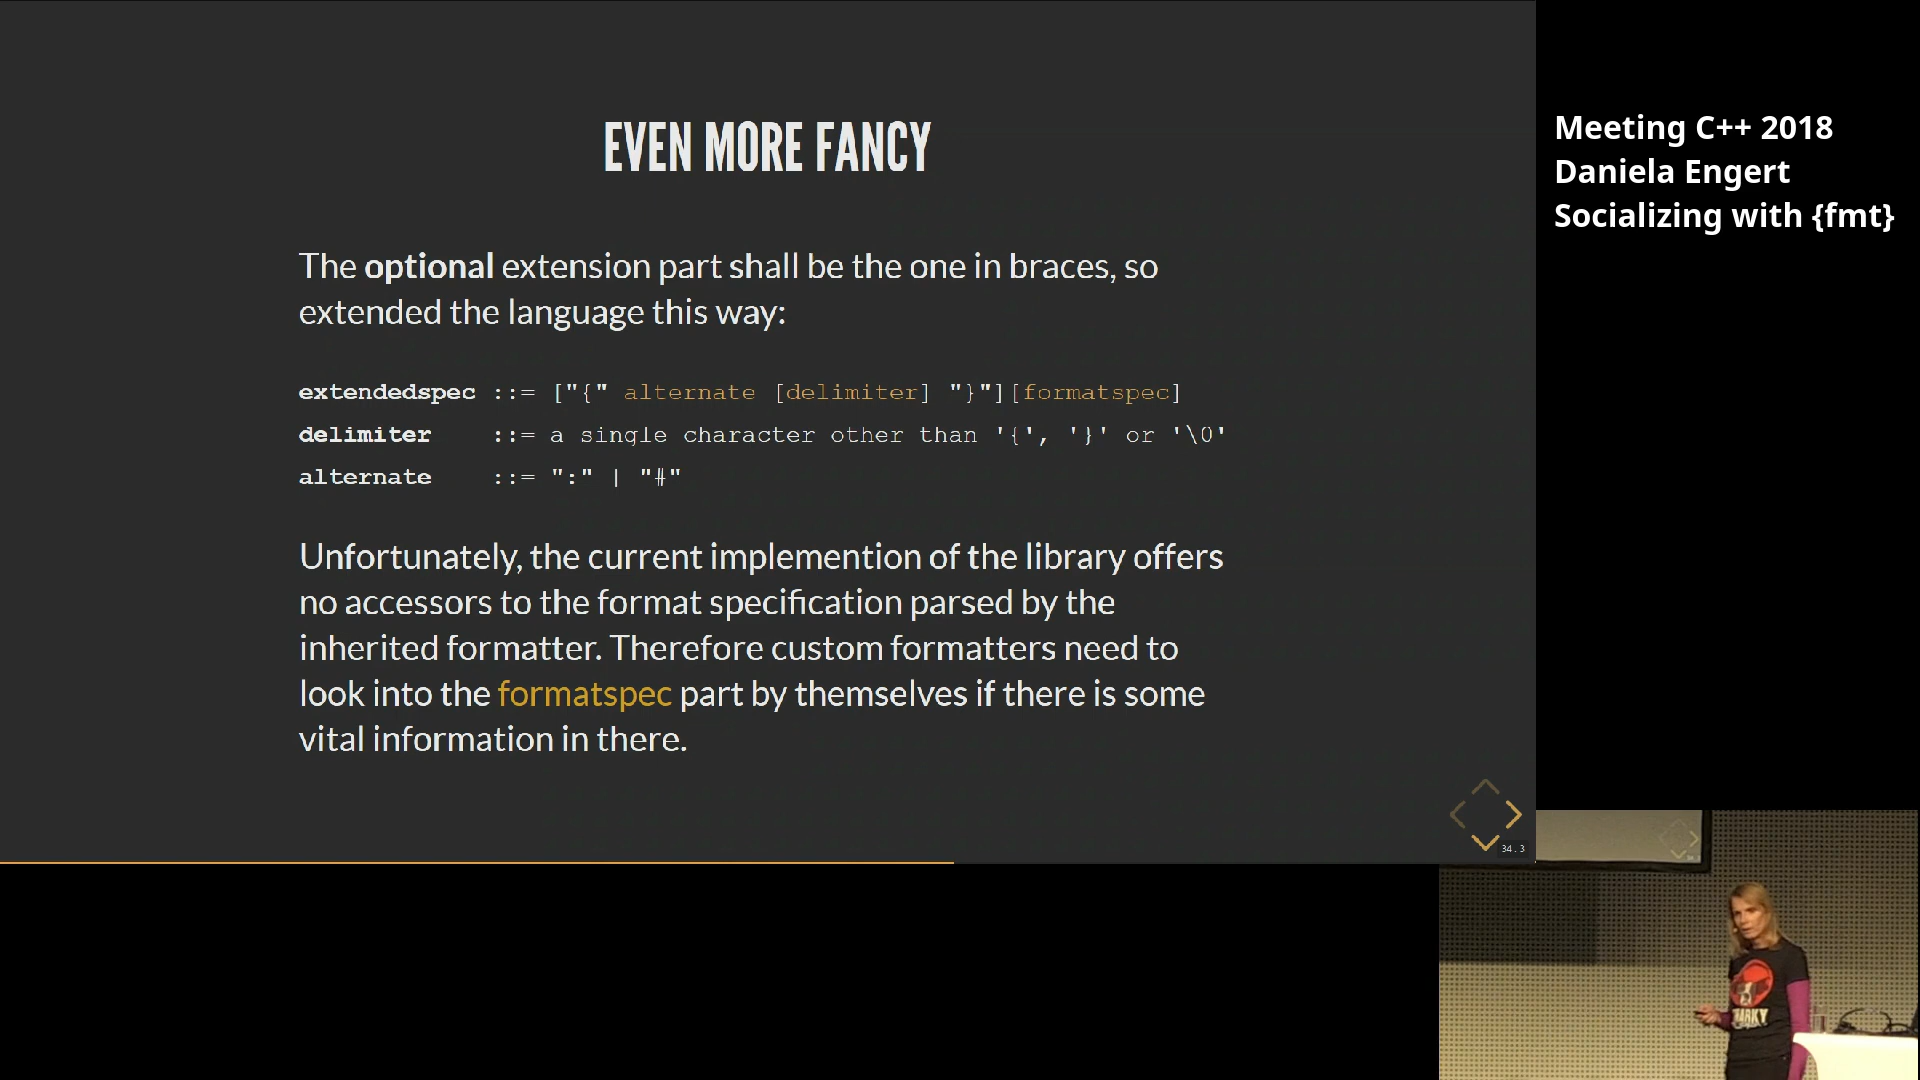 EVEN MORE FANCY
The optional extension part shall be the one in braces, so
extended the language this way:
extendedspec ::= ["{" alternate [delimiter] "}"][formatspec]
delimiter ::= a single character other than '{', '}' or '\0'
alternate ::= ":" | "#"
Unfortunately, the current implemention of the library offers
no accessors to the format specification parsed by the
inherited formatter. Therefore custom formatters need to
look into the formatspec part by themselves if there is some
vital information in there.
34.3
Meeting C++ 2018
Daniela Engert
Socializing with {fmt}